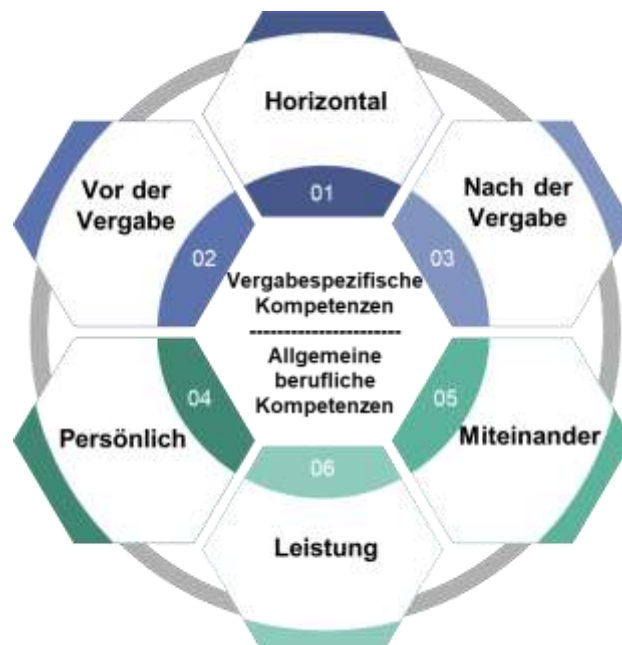 Horizontal
01
Vor der
Vergabe
02
Nach der
Vergabe
03
Vergabespezifische
Kompetenzen
Allgemeine
berufliche
Kompetenzen
04
Persönlich
05
Miteinander
06
Leistung